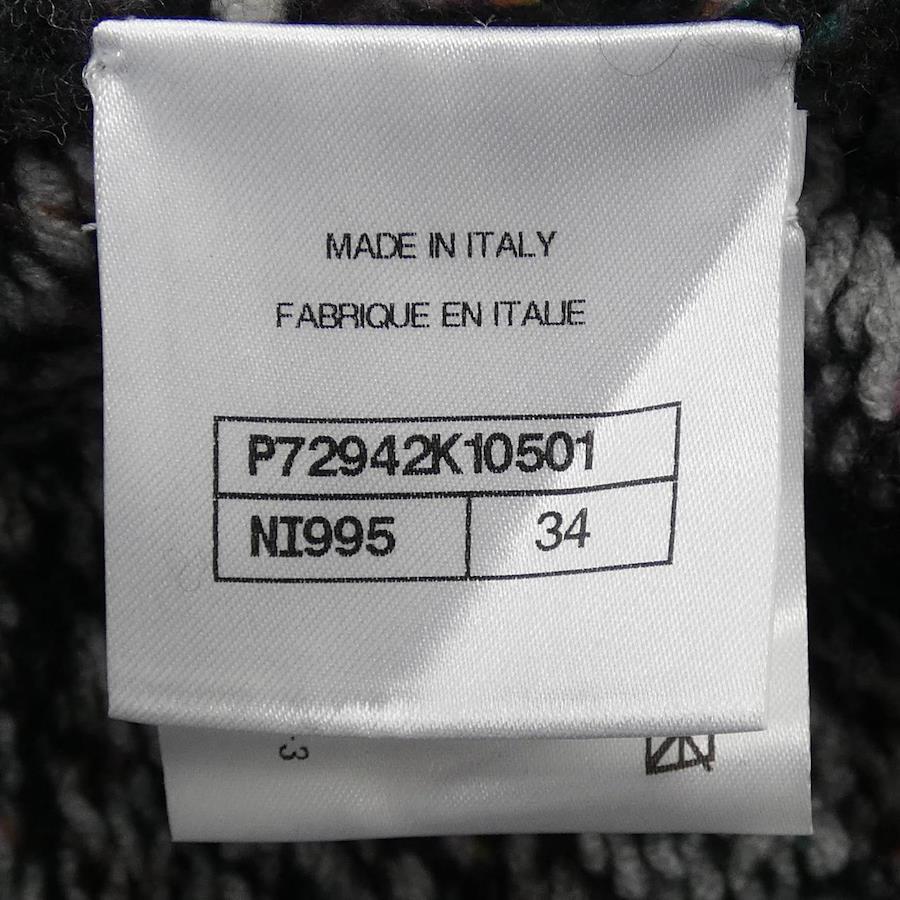 MADE IN ITALY
FABRIQUE EN ITALIE
P72942K10501
NI995
34